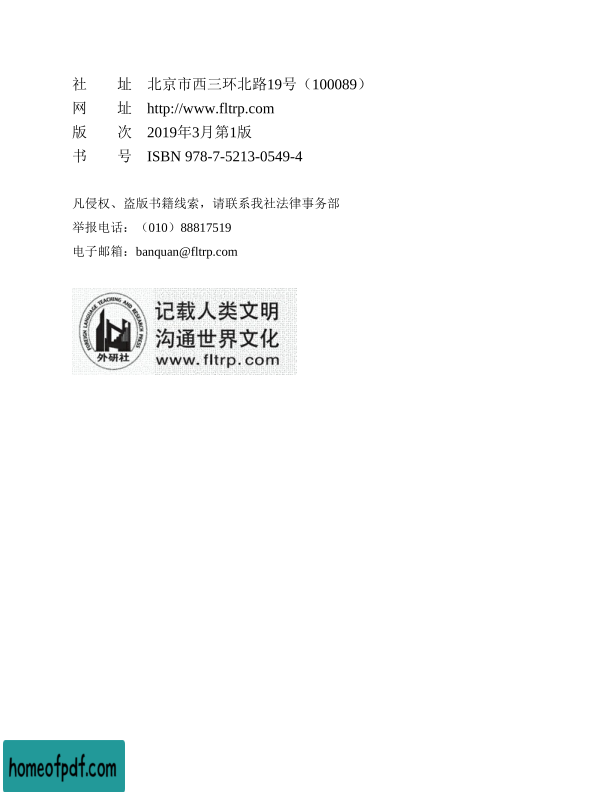 社 址 北京市西三环北路19号（100089）
网 址 http://www.fltrp.com
版 次 2019年3月第1版
书 号 ISBN 978-7-5213-0549-4
凡侵权、盗版书籍线索，请联系我社法律事务部
举报电话：（010）88817519
电子邮箱：banquan@fltrp.com
FOREIGN LANGUAGE TEACHING AND RESEARCH PRESS
外研社
记载人类文明
沟通世界文化
www.fltrp.com
homeofpdf.com